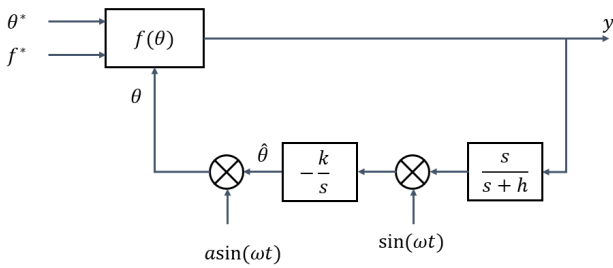 θ*
f*
f(θ)
y
θ
θ̂
−k/s
s/(s + h)
asin(ωt)
sin(ωt)